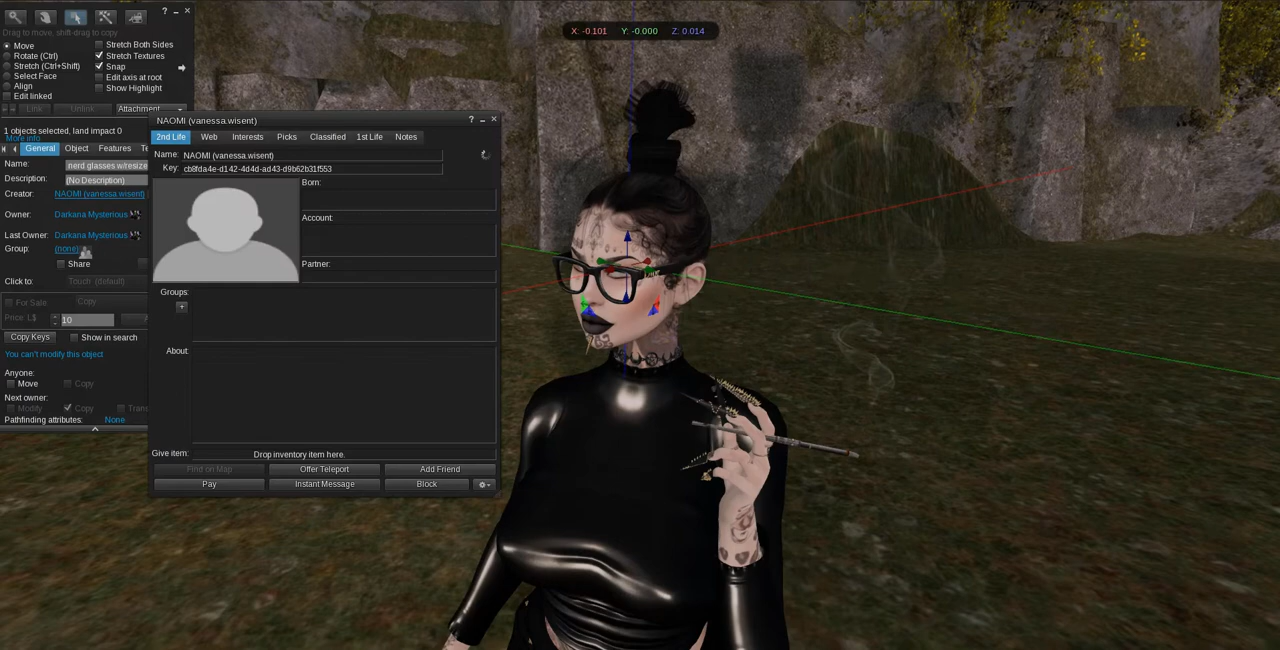 X: -0.101 Y: -0.000 Z: 0.014
? – ×
Drag to move, shift-drag to copy
Move
Rotate (Ctrl)
Stretch (Ctrl+Shift)
Select Face
Align
Edit linked
Stretch Both Sides
Stretch Textures
Snap
Edit axis at root
Show Highlight
Link Unlink Attachment
1 objects selected, land impact 0
More info
General Object Features Te
Name: nerd glasses w/resize
Description: (No Description)
Creator: NAOMI (vanessa.wisent)
Owner: Darkana Mysterious
Last Owner: Darkana Mysterious
Group: (none)
Share
Click to: Touch (default)
For Sale: Copy
Price: L$ 10
Copy Keys Show in search
You can't modify this object
Anyone:
Move Copy
Next owner:
Modify Copy Trans
Pathfinding attributes: None
NAOMI (vanessa.wisent) ? – ×
2nd Life Web Interests Picks Classified 1st Life Notes
Name: NAOMI (vanessa.wisent)
Key: cb8fda4e-d142-4d4d-ad43-d9b62b31f553
Born:
Account:
Partner:
Groups:
+
About:
Give item: Drop inventory item here.
Find on Map Offer Teleport Add Friend
Pay Instant Message Block